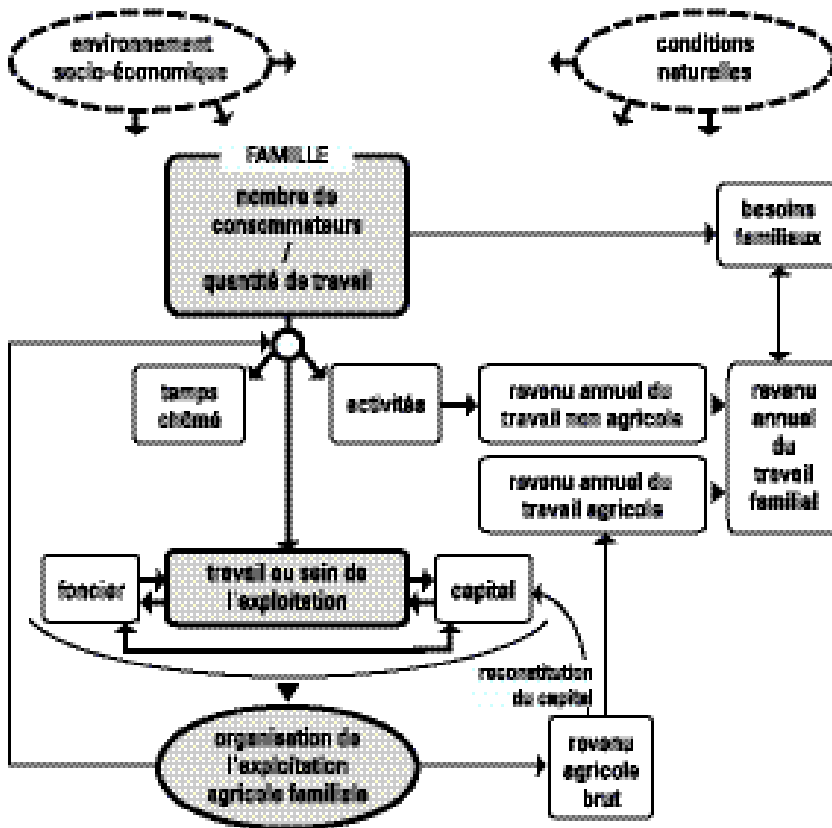 environnement
socio-économique
conditions
naturelles
FAMILLE
nombre de
consommateurs
/
quantité de travail
besoins
familiaux
temps
chômé
activités
revenu annuel du
travail non agricole
revenu
annuel
du
travail
familial
revenu annuel du
travail agricole
foncier
travail au sein de
l'exploitation
capital
reconstitution
du capital
organisation de
l'exploitation
agricole familiale
revenu
agricole
brut